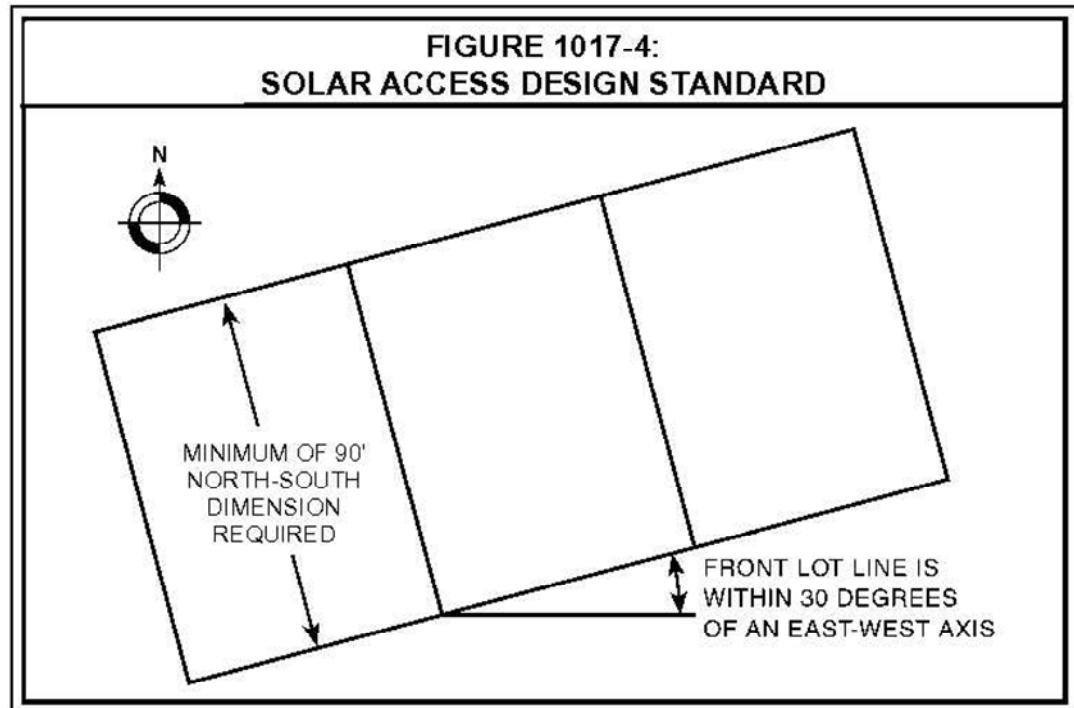 FIGURE 1017-4:
SOLAR ACCESS DESIGN STANDARD
N
MINIMUM OF 90'
NORTH-SOUTH
DIMENSION
REQUIRED
FRONT LOT LINE IS
WITHIN 30 DEGREES
OF AN EAST-WEST AXIS